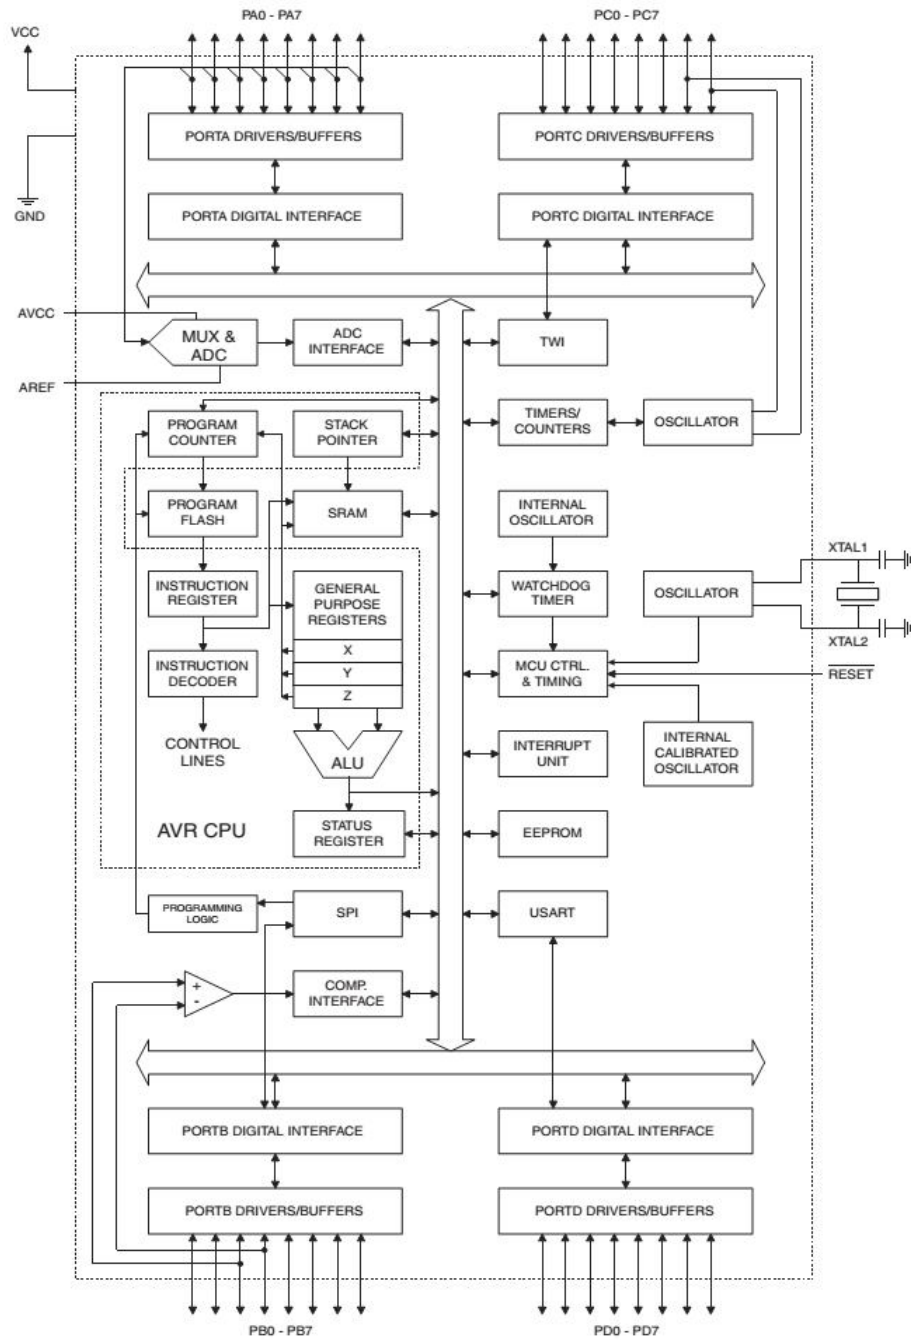 PA0 - PA7
PC0 - PC7
VCC
PORTA DRIVERS/BUFFERS
PORTC DRIVERS/BUFFERS
PORTA DIGITAL INTERFACE
PORTC DIGITAL INTERFACE
GND
AVCC
MUX &
ADC
ADC
INTERFACE
TWI
AREF
PROGRAM
COUNTER
STACK
POINTER
TIMERS/
COUNTERS
OSCILLATOR
PROGRAM
FLASH
SRAM
INTERNAL
OSCILLATOR
XTAL1
INSTRUCTION
REGISTER
GENERAL
PURPOSE
REGISTERS
WATCHDOG
TIMER
OSCILLATOR
XTAL2
X
INSTRUCTION
DECODER
Y
MCU CTRL.
& TIMING
RESET
Z
CONTROL
LINES
ALU
INTERRUPT
UNIT
INTERNAL
CALIBRATED
OSCILLATOR
AVR CPU
STATUS
REGISTER
EEPROM
PROGRAMMING
LOGIC
SPI
USART
+
-
COMP.
INTERFACE
PORTB DIGITAL INTERFACE
PORTD DIGITAL INTERFACE
PORTB DRIVERS/BUFFERS
PORTD DRIVERS/BUFFERS
PB0 - PB7
PD0 - PD7